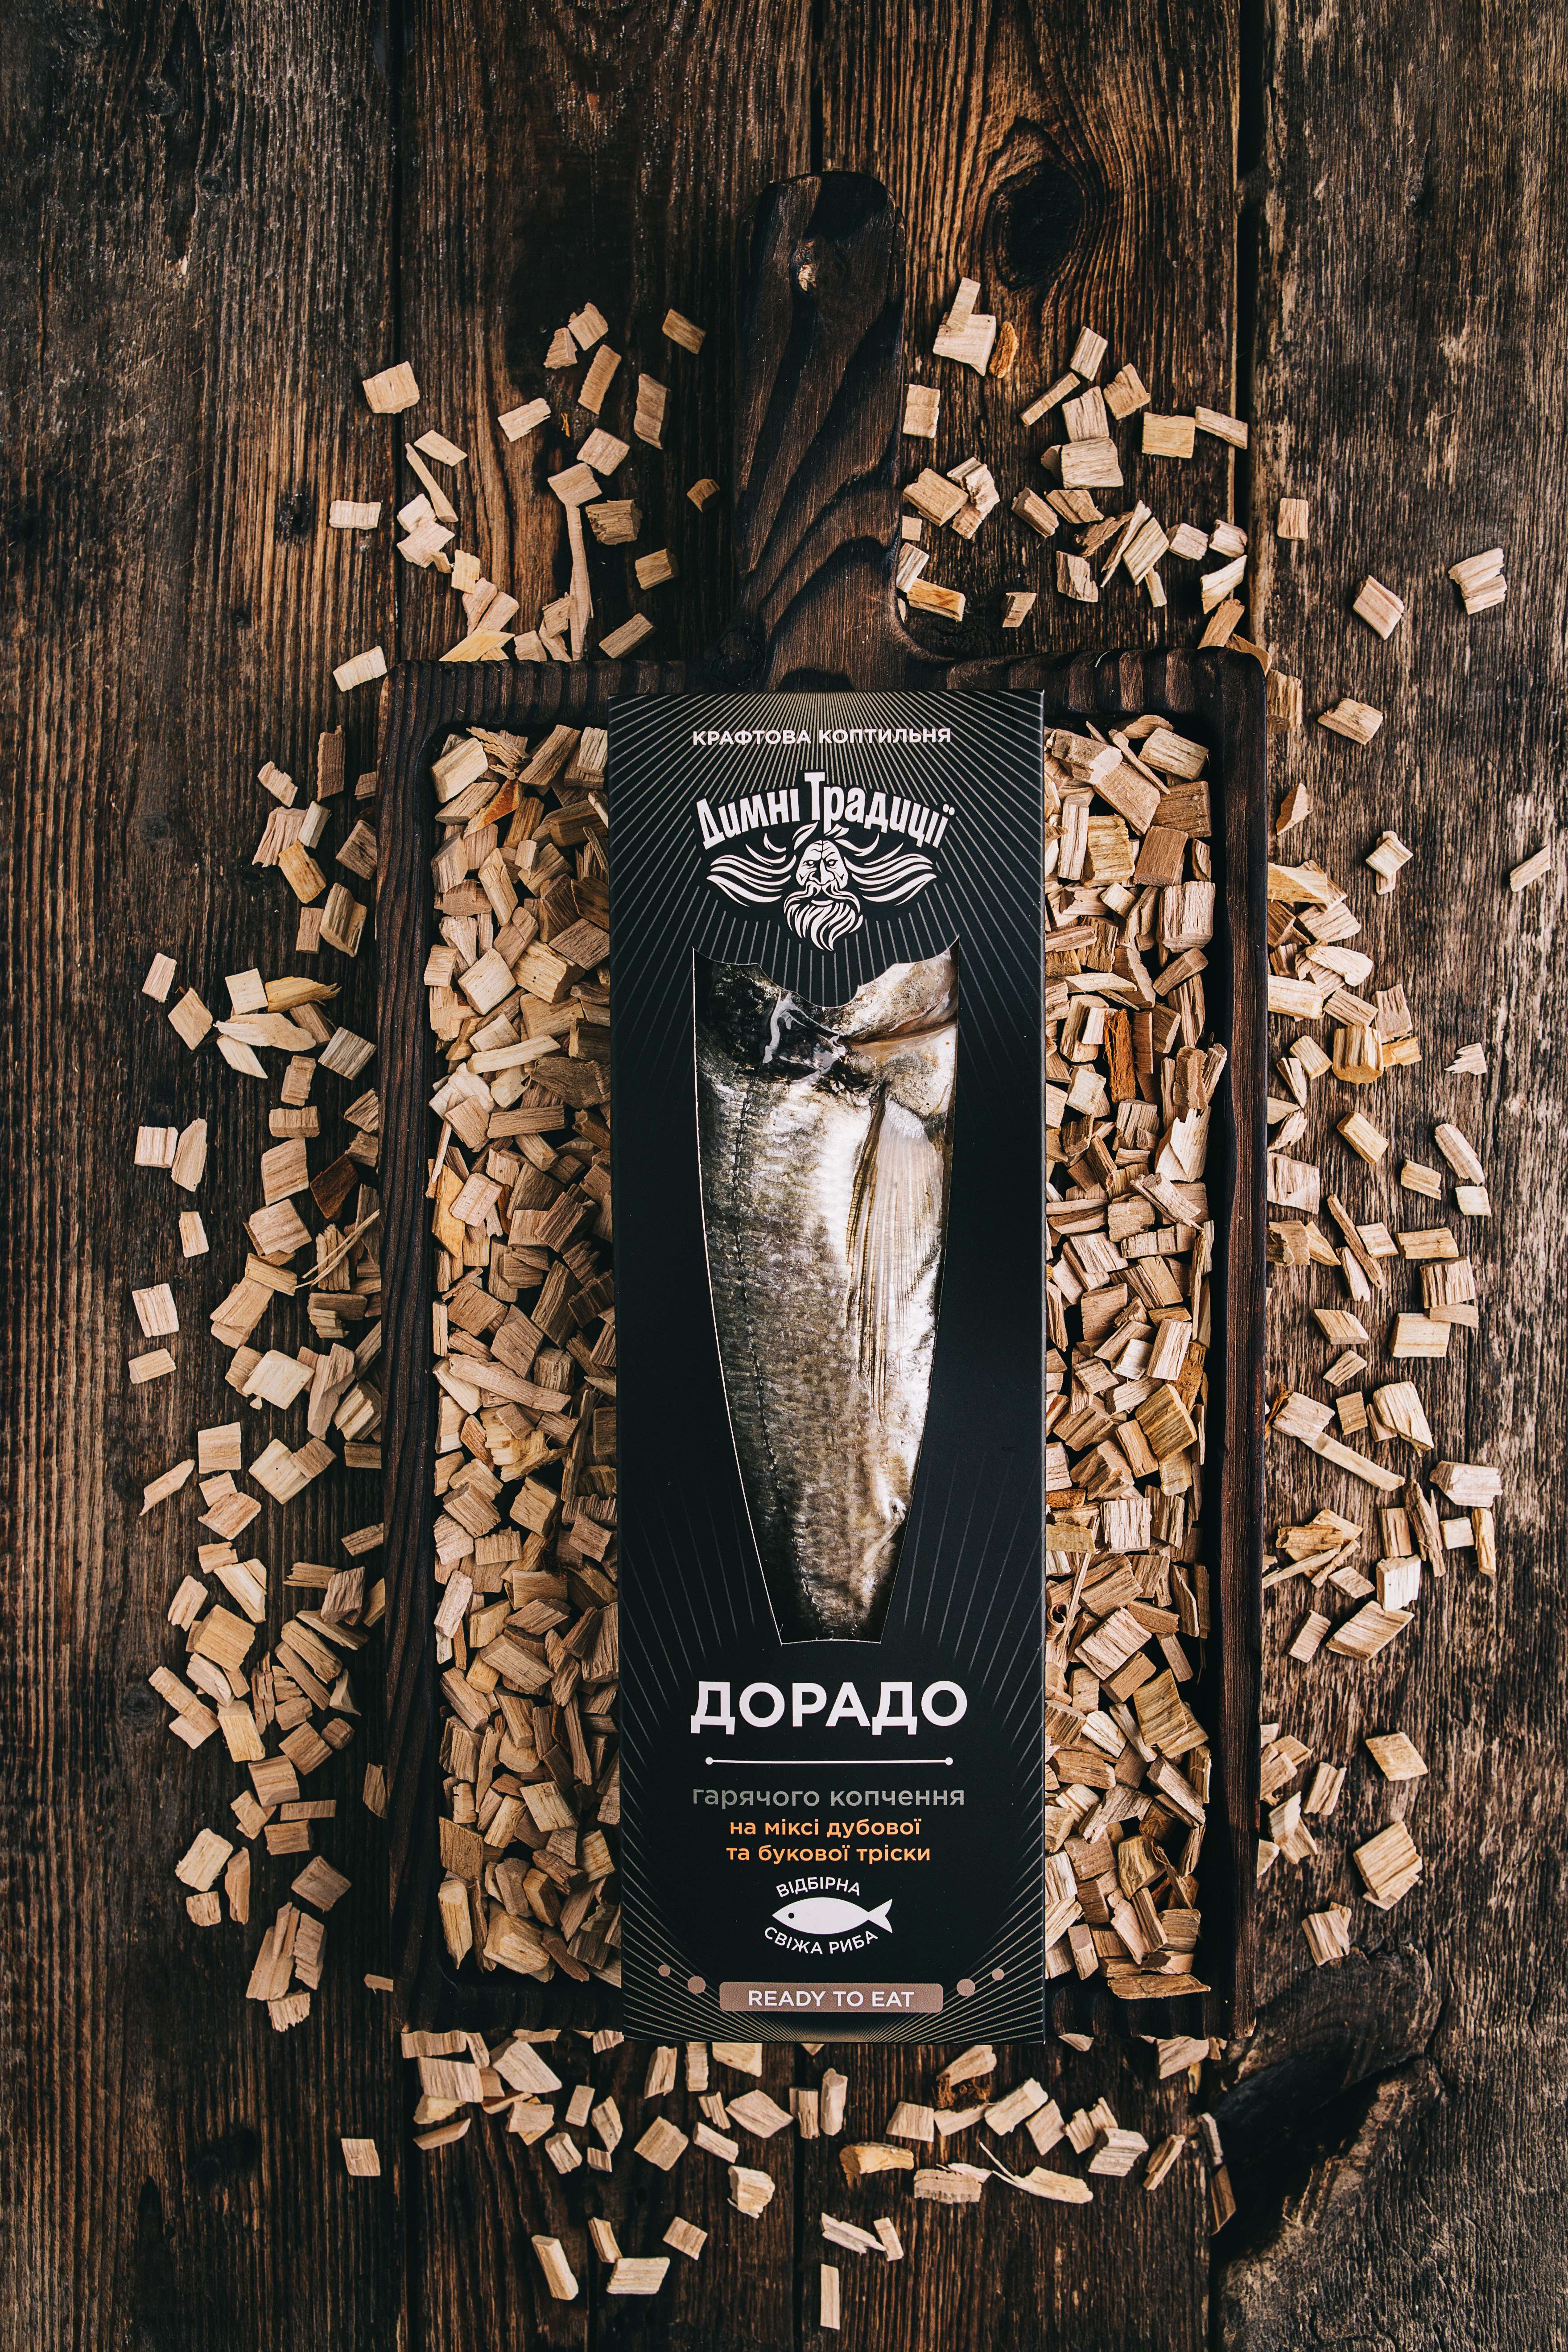 КРАФТОВА КОПТИЛЬНЯ
Димні Традиції
ДОРАДО
гарячого копчення
на міксі дубової
та букової тріски
ВІДБІРНА
СВІЖА РИБА
READY TO EAT